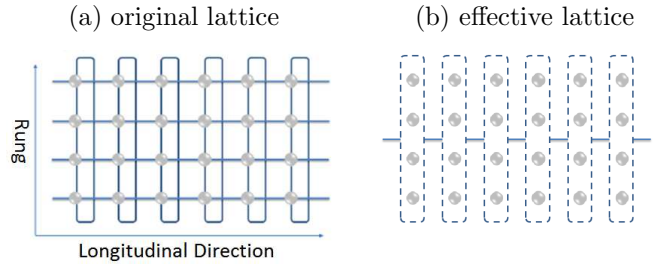 (a) original lattice
(b) effective lattice
Rung
Longitudinal Direction